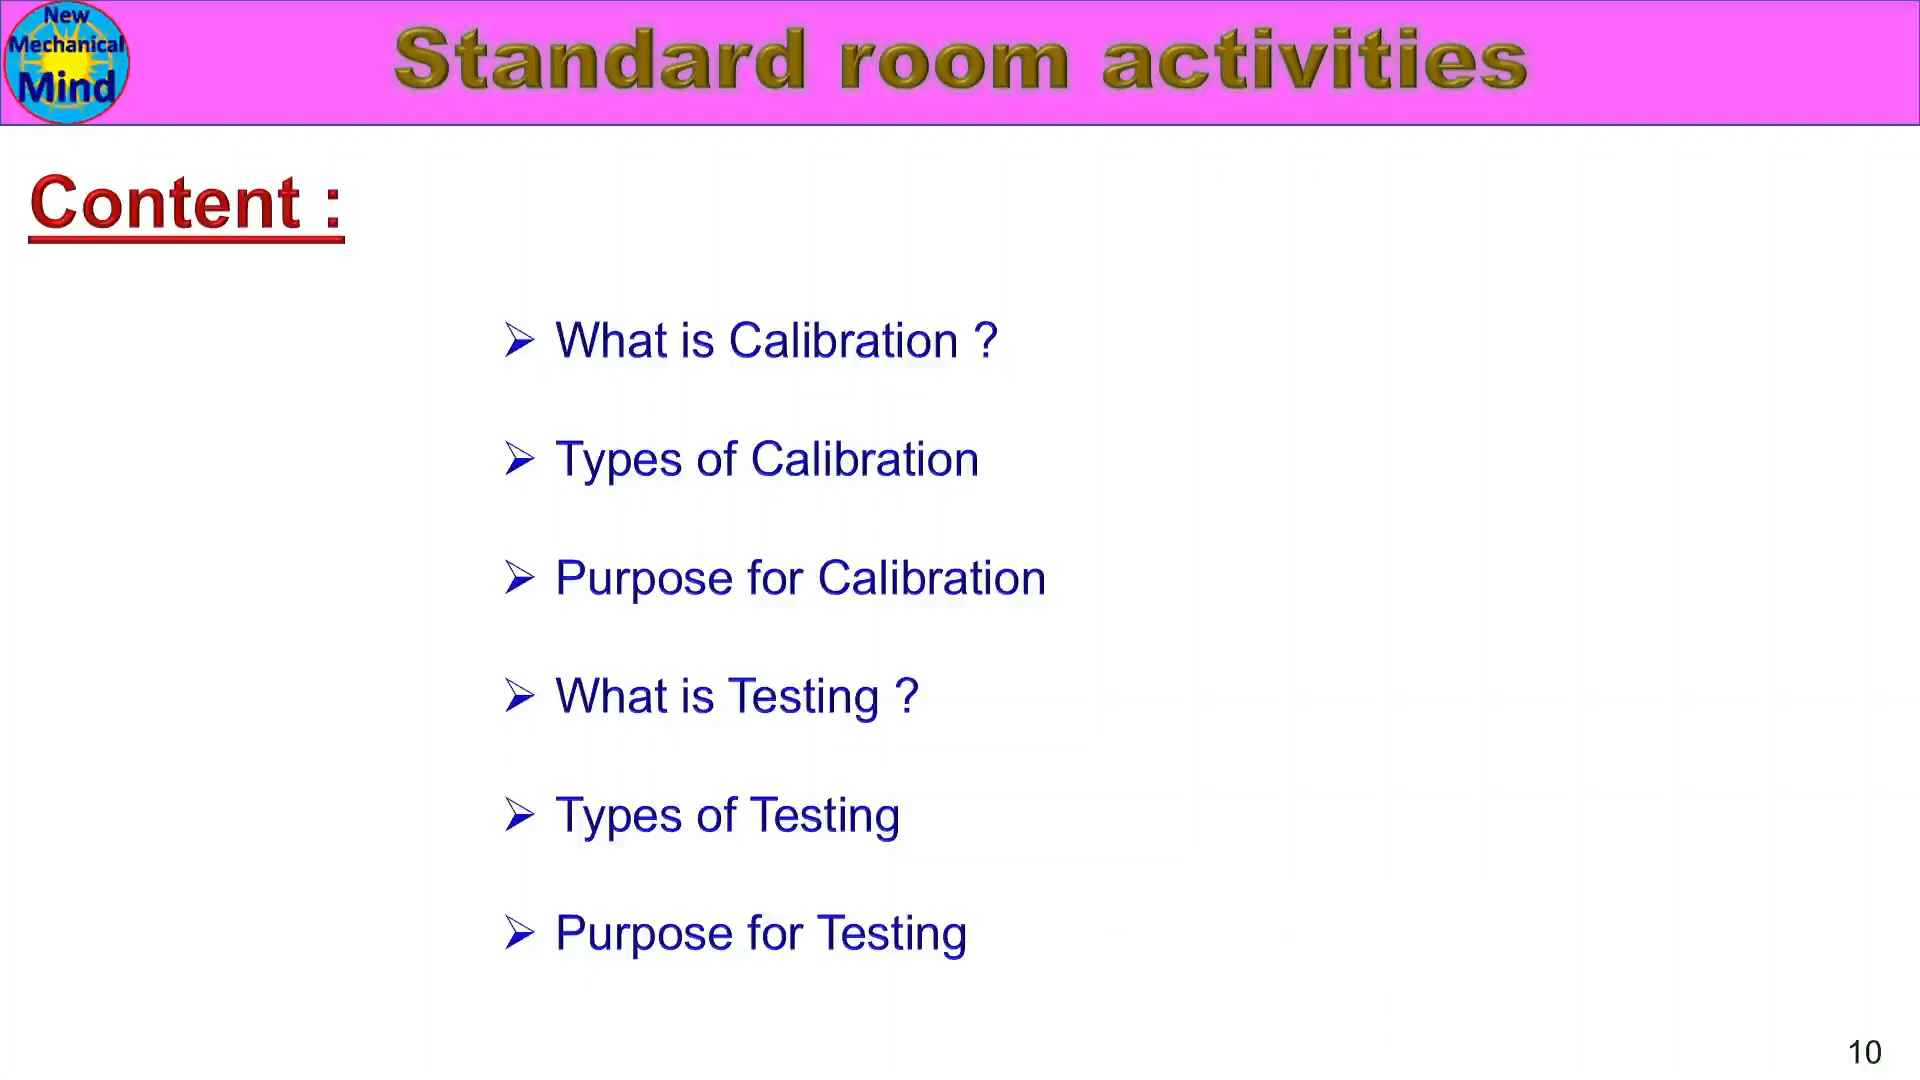 New
Mechanical
Mind
Standard room activities
Content :
➢ What is Calibration ?
➢ Types of Calibration
➢ Purpose for Calibration
➢ What is Testing ?
➢ Types of Testing
➢ Purpose for Testing
10